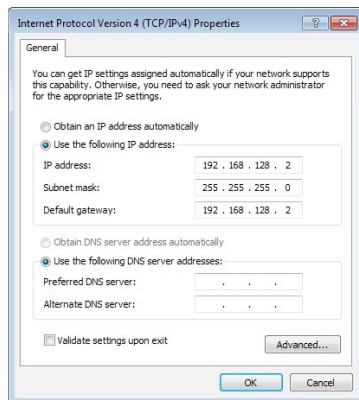 Internet Protocol Version 4 (TCP/IPv4) Properties
General
You can get IP settings assigned automatically if your network supports
this capability. Otherwise, you need to ask your network administrator
for the appropriate IP settings.
Obtain an IP address automatically
Use the following IP address:
IP address: 192 . 168 . 128 . 2
Subnet mask: 255 . 255 . 255 . 0
Default gateway: 192 . 168 . 128 . 2
Obtain DNS server address automatically
Use the following DNS server addresses:
Preferred DNS server: . . .
Alternate DNS server: . . .
Validate settings upon exit
Advanced...
OK Cancel